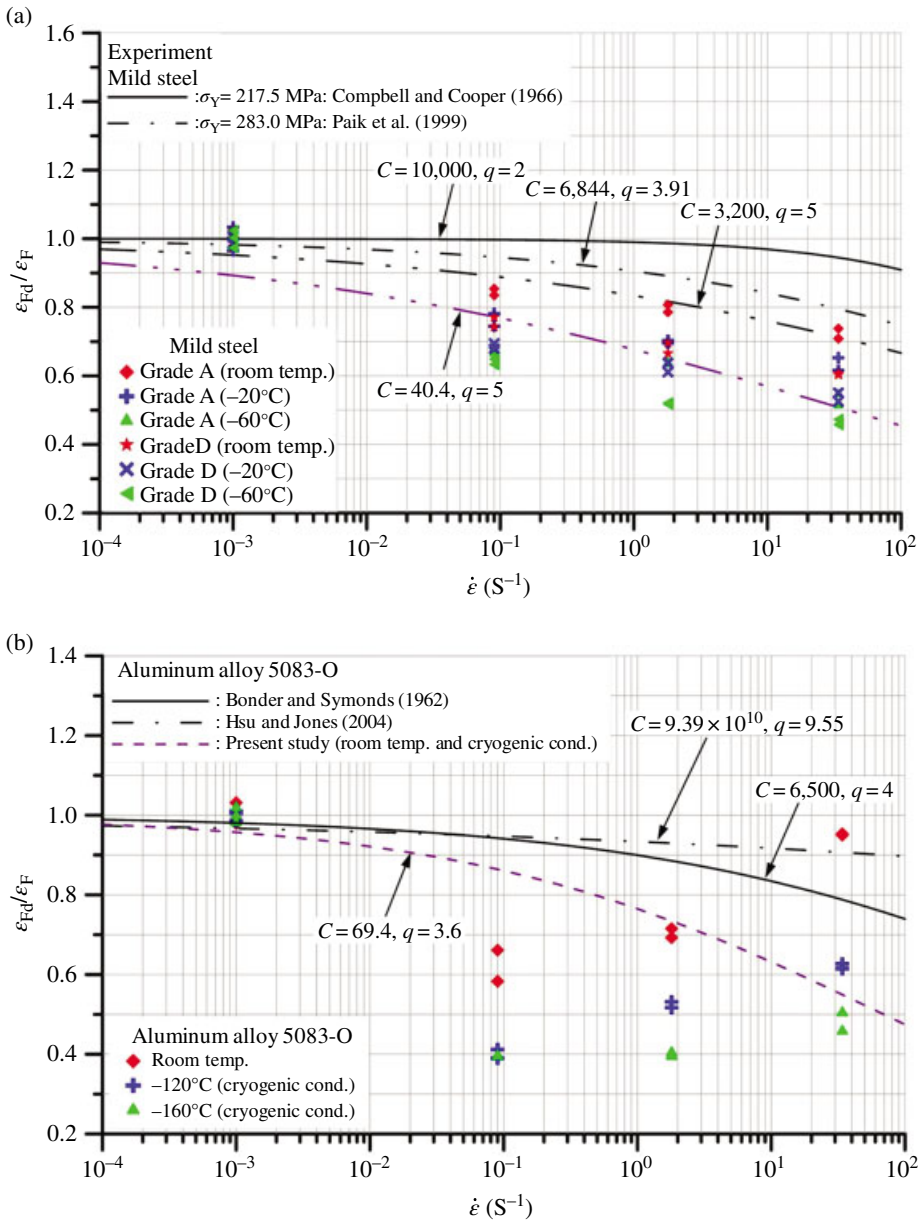 (a)
1.6
1.4
1.2
1.0
0.8
0.6
0.4
0.2
εFd/εF
Experiment
Mild steel
:σY= 217.5 MPa: Compbell and Cooper (1966)
:σY= 283.0 MPa: Paik et al. (1999)
C=10,000, q=2
C=6,844, q=3.91
C=3,200, q=5
C=40.4, q=5
Mild steel
Grade A (room temp.)
Grade A (–20°C)
Grade A (–60°C)
GradeD (room temp.)
Grade D (–20°C)
Grade D (–60°C)
10⁻⁴ 10⁻³ 10⁻² 10⁻¹ 10⁰ 10¹ 10²
ε̇ (S⁻¹)
(b)
1.4
1.2
1.0
0.8
0.6
0.4
0.2
εFd/εF
Aluminum alloy 5083-O
: Bonder and Symonds (1962)
: Hsu and Jones (2004)
: Present study (room temp. and cryogenic cond.)
C=9.39×10¹⁰, q=9.55
C=6,500, q=4
C=69.4, q=3.6
Aluminum alloy 5083-O
Room temp.
–120°C (cryogenic cond.)
–160°C (cryogenic cond.)
10⁻⁴ 10⁻³ 10⁻² 10⁻¹ 10⁰ 10¹ 10²
ε̇ (S⁻¹)